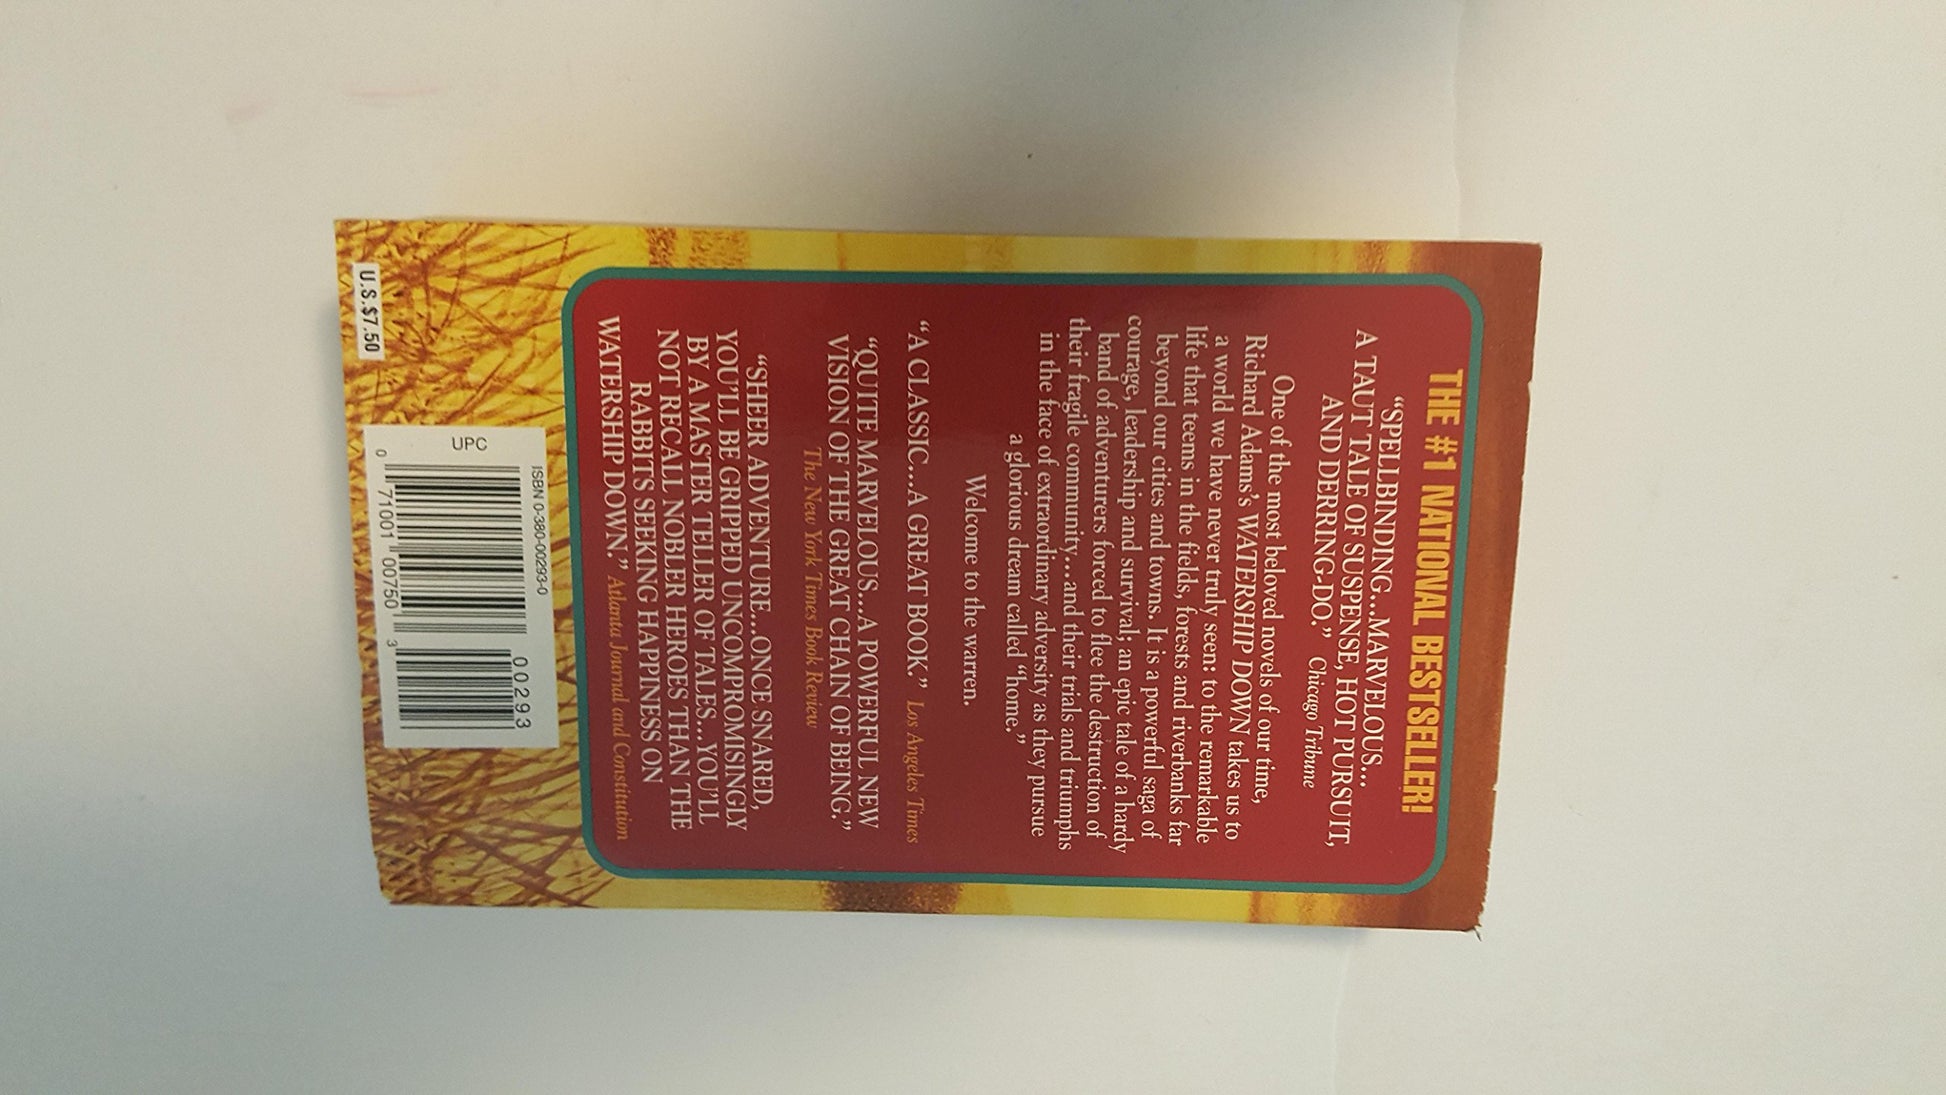 THE #1 NATIONAL BESTSELLER!
“SPELLBINDING...MARVELOUS...
A TAUT TALE OF SUSPENSE, HOT PURSUIT,
AND DERRING-DO.” Chicago Tribune
One of the most beloved novels of our time,
Richard Adams's WATERSHIP DOWN takes us to
a world we have never truly seen: to the remarkable
life that teems in the fields, forests and riverbanks far
beyond our cities and towns. It is a powerful saga of
courage, leadership and survival; an epic tale of a hardy
band of adventurers forced to flee the destruction of
their fragile community...and their trials and triumphs
in the face of extraordinary adversity as they pursue
a glorious dream called “home.”
Welcome to the warren.
“A CLASSIC...A GREAT BOOK.” Los Angeles Times
“QUITE MARVELOUS...A POWERFUL NEW
VISION OF THE GREAT CHAIN OF BEING.”
The New York Times Book Review
“SHEER ADVENTURE...ONCE SNARED,
YOU'LL BE GRIPPED UNCOMPROMISINGLY
BY A MASTER TELLER OF TALES...YOU'LL
NOT RECALL NOBLER HEROES THAN THE
RABBITS SEEKING HAPPINESS ON
WATERSHIP DOWN.” Atlanta Journal and Constitution
ISBN 0-380-00293-0
00293
UPC
0 71001 00750 3
U.S.$7.50